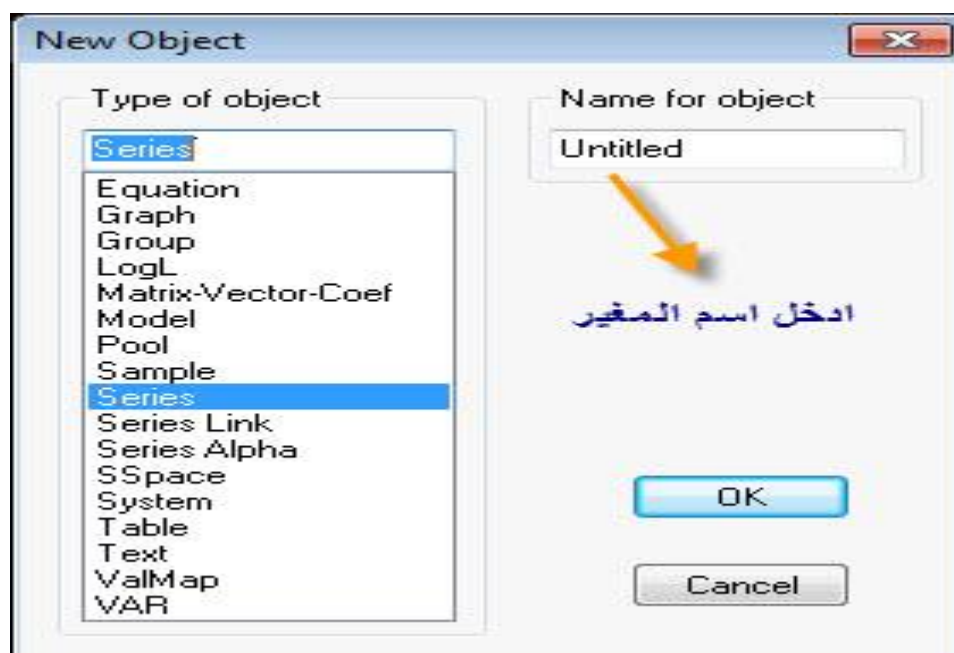 New Object
Type of object
Series
Equation
Graph
Group
LogL
Matrix-Vector-Coef
Model
Pool
Sample
Series
Series Link
Series Alpha
SSpace
System
Table
Text
ValMap
VAR
Name for object
Untitled
ادخل اسم المغير
OK
Cancel